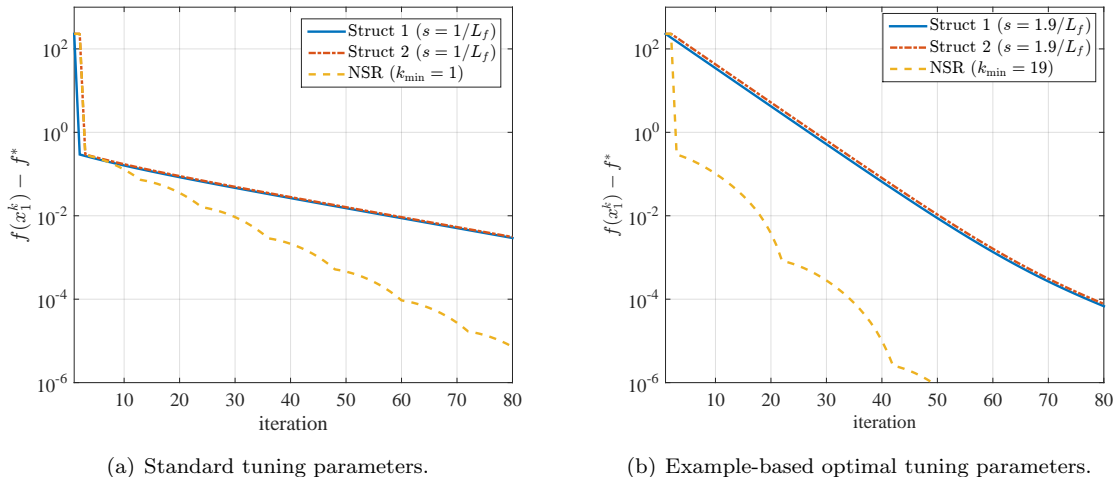 Struct 1 (s = 1/L_f)
Struct 2 (s = 1/L_f)
NSR (k_min = 1)
10^2
10^0
10^-2
10^-4
10^-6
f(x_1^k) − f*
10 20 30 40 50 60 70 80
iteration
(a) Standard tuning parameters.
Struct 1 (s = 1.9/L_f)
Struct 2 (s = 1.9/L_f)
NSR (k_min = 19)
10^2
10^0
10^-2
10^-4
10^-6
f(x_1^k) − f*
10 20 30 40 50 60 70 80
iteration
(b) Example-based optimal tuning parameters.